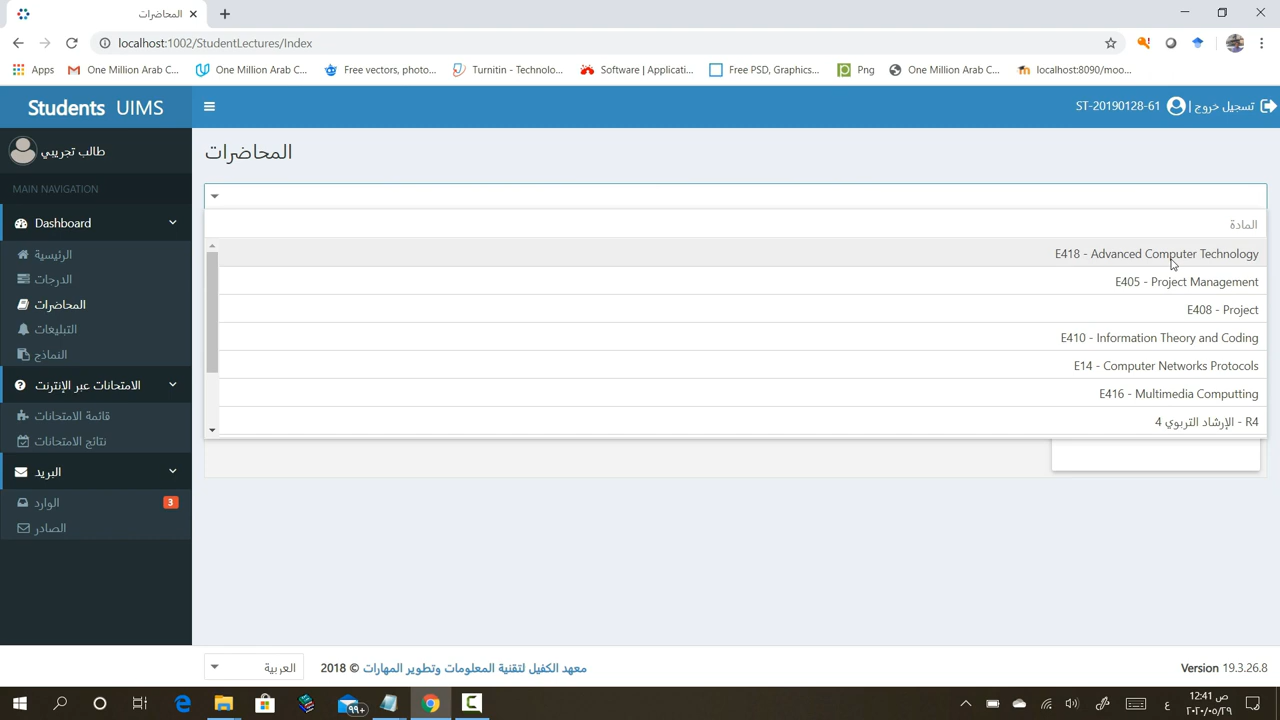 المحاضرات
localhost:1002/StudentLectures/Index
Apps
One Million Arab C...
One Million Arab C...
Free vectors, photo...
Turnitin - Technolo...
Software | Applicati...
Free PSD, Graphics...
Png
One Million Arab C...
localhost:8090/moo...
Students UIMS
ST-20190128-61
تسجيل خروج |
طالب تجريبي
المحاضرات
MAIN NAVIGATION
Dashboard
الرئيسية
الدرجات
المحاضرات
التبليغات
النماذج
الامتحانات عبر الإنترنت
قائمة الامتحانات
نتائج الامتحانات
البريد
الوارد
3
الصادر
المادة
E418 - Advanced Computer Technology
E405 - Project Management
E408 - Project
E410 - Information Theory and Coding
E14 - Computer Networks Protocols
E416 - Multimedia Computting
R4 - الإرشاد التربوي 4
العربية
معهد الكفيل لتقنية المعلومات وتطوير المهارات © 2018
Version 19.3.26.8
99+
ع
12:41 ص
٢٠٢٠/٠٥/٢٩